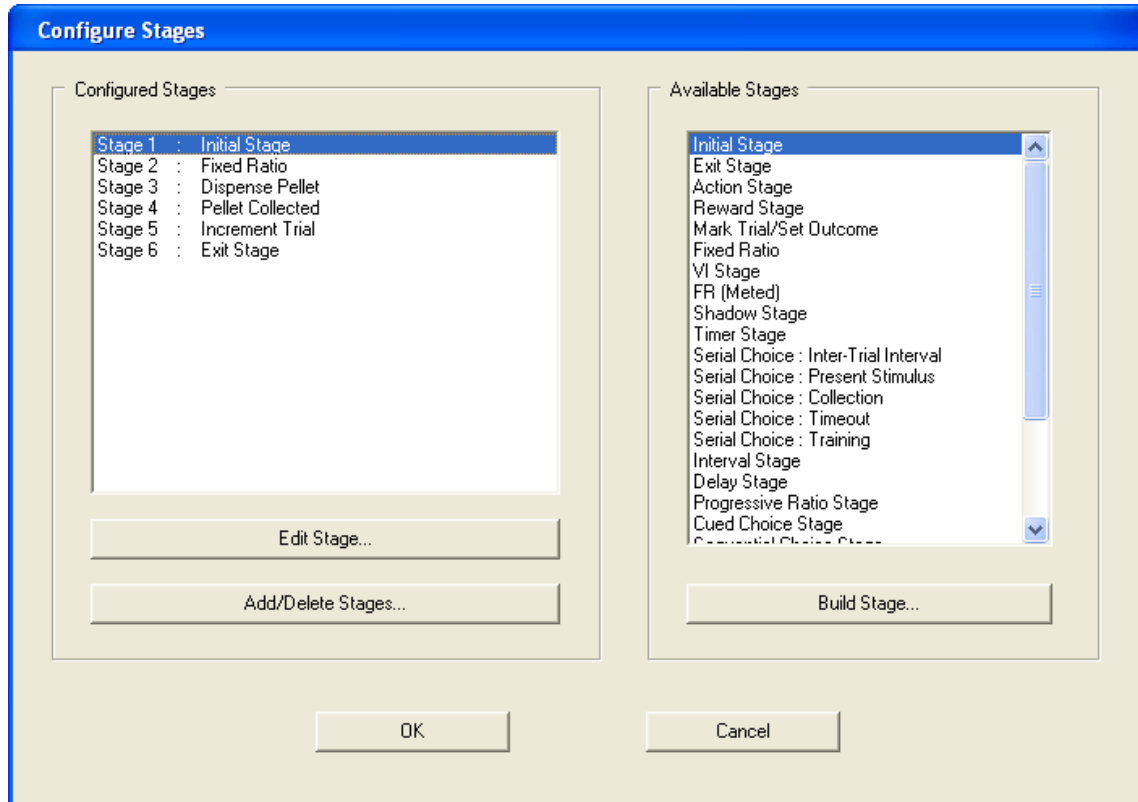 Configure Stages
Configured Stages
Stage 1 : Initial Stage
Stage 2 : Fixed Ratio
Stage 3 : Dispense Pellet
Stage 4 : Pellet Collected
Stage 5 : Increment Trial
Stage 6 : Exit Stage
Edit Stage...
Add/Delete Stages...
Available Stages
Initial Stage
Exit Stage
Action Stage
Reward Stage
Mark Trial/Set Outcome
Fixed Ratio
VI Stage
FR (Meted)
Shadow Stage
Timer Stage
Serial Choice : Inter-Trial Interval
Serial Choice : Present Stimulus
Serial Choice : Collection
Serial Choice : Timeout
Serial Choice : Training
Interval Stage
Delay Stage
Progressive Ratio Stage
Cued Choice Stage
Sequential Choice Stage
Build Stage...
OK
Cancel